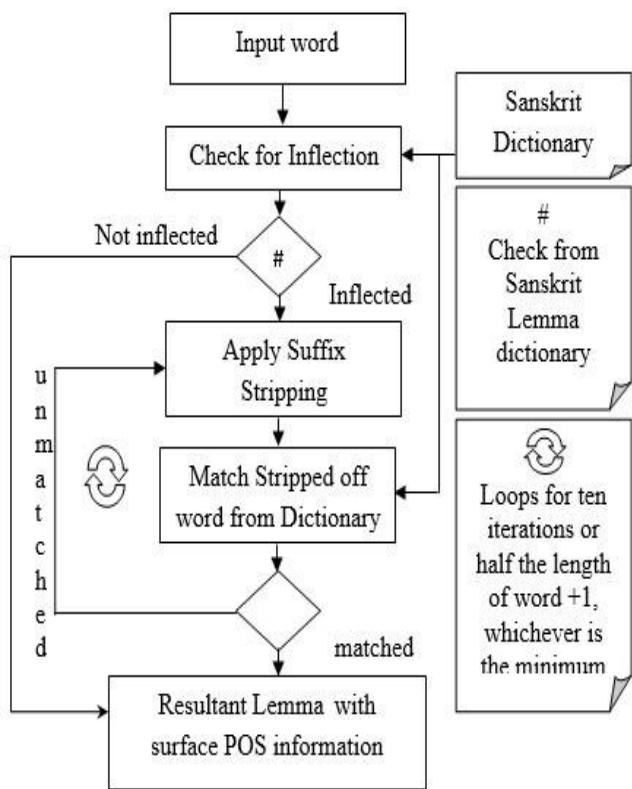 Input word
Check for Inflection
Sanskrit
Dictionary
Not inflected
#
Inflected
#
Check from
Sanskrit
Lemma
dictionary
Apply Suffix
Stripping
unmatched
Match Stripped off
word from Dictionary
Loops for ten
iterations or
half the length
of word +1,
whichever is
the minimum
matched
Resultant Lemma with
surface POS information